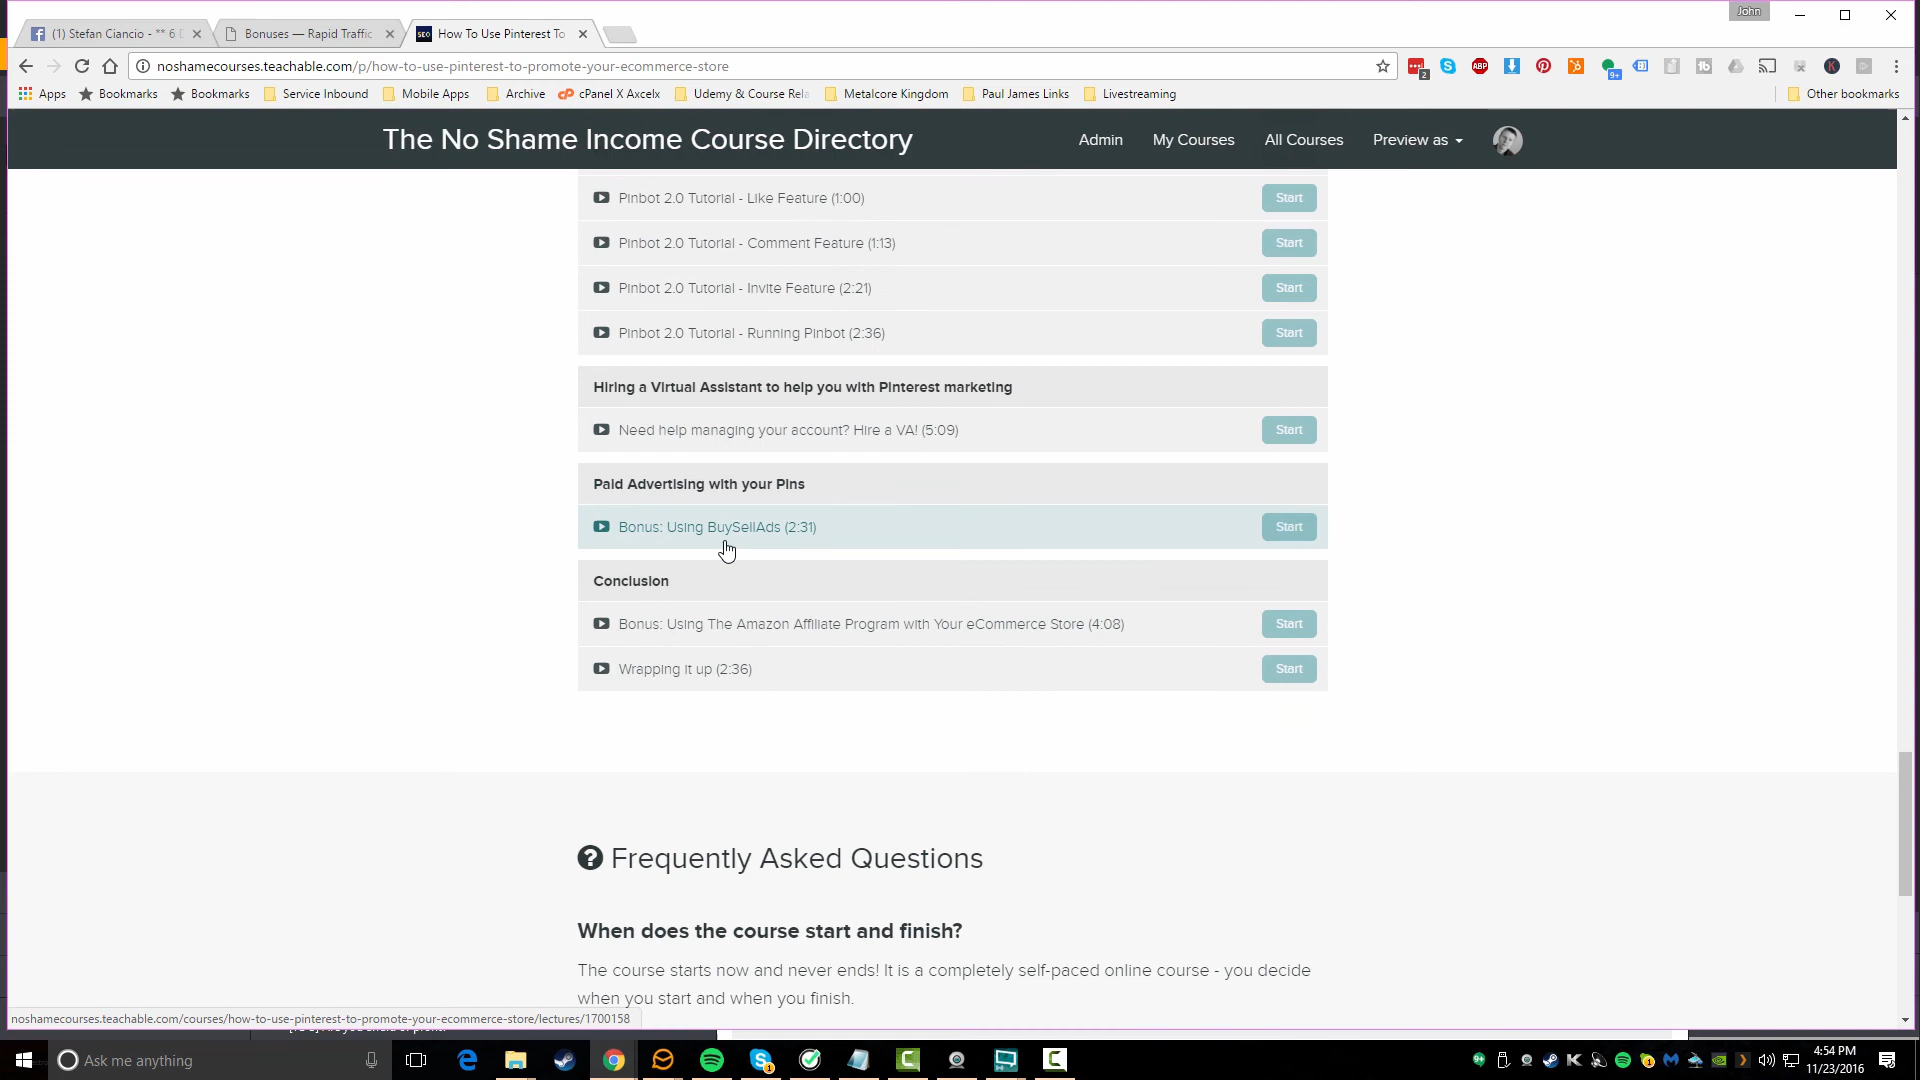 John
(1) Stefan Ciancio - ** 6 D
Bonuses — Rapid Traffic
SEO How To Use Pinterest To
noshamecourses.teachable.com/p/how-to-use-pinterest-to-promote-your-ecommerce-store
2
ABP
9+
Apps Bookmarks Bookmarks Service Inbound Mobile Apps Archive cPanel X Axcelx Udemy & Course Rela Metalcore Kingdom Paul James Links Livestreaming Other bookmarks
The No Shame Income Course Directory Admin My Courses All Courses Preview as
Pinbot 2.0 Tutorial - Like Feature (1:00) Start
Pinbot 2.0 Tutorial - Comment Feature (1:13) Start
Pinbot 2.0 Tutorial - Invite Feature (2:21) Start
Pinbot 2.0 Tutorial - Running Pinbot (2:36) Start
Hiring a Virtual Assistant to help you with Pinterest marketing
Need help managing your account? Hire a VA! (5:09) Start
Paid Advertising with your Pins
Bonus: Using BuySellAds (2:31) Start
Conclusion
Bonus: Using The Amazon Affiliate Program with Your eCommerce Store (4:08) Start
Wrapping it up (2:36) Start
Frequently Asked Questions
When does the course start and finish?
The course starts now and never ends! It is a completely self-paced online course - you decide
when you start and when you finish.
noshamecourses.teachable.com/courses/how-to-use-pinterest-to-promote-your-ecommerce-store/lectures/1700158
Ask me anything
4:54 PM
11/23/2016